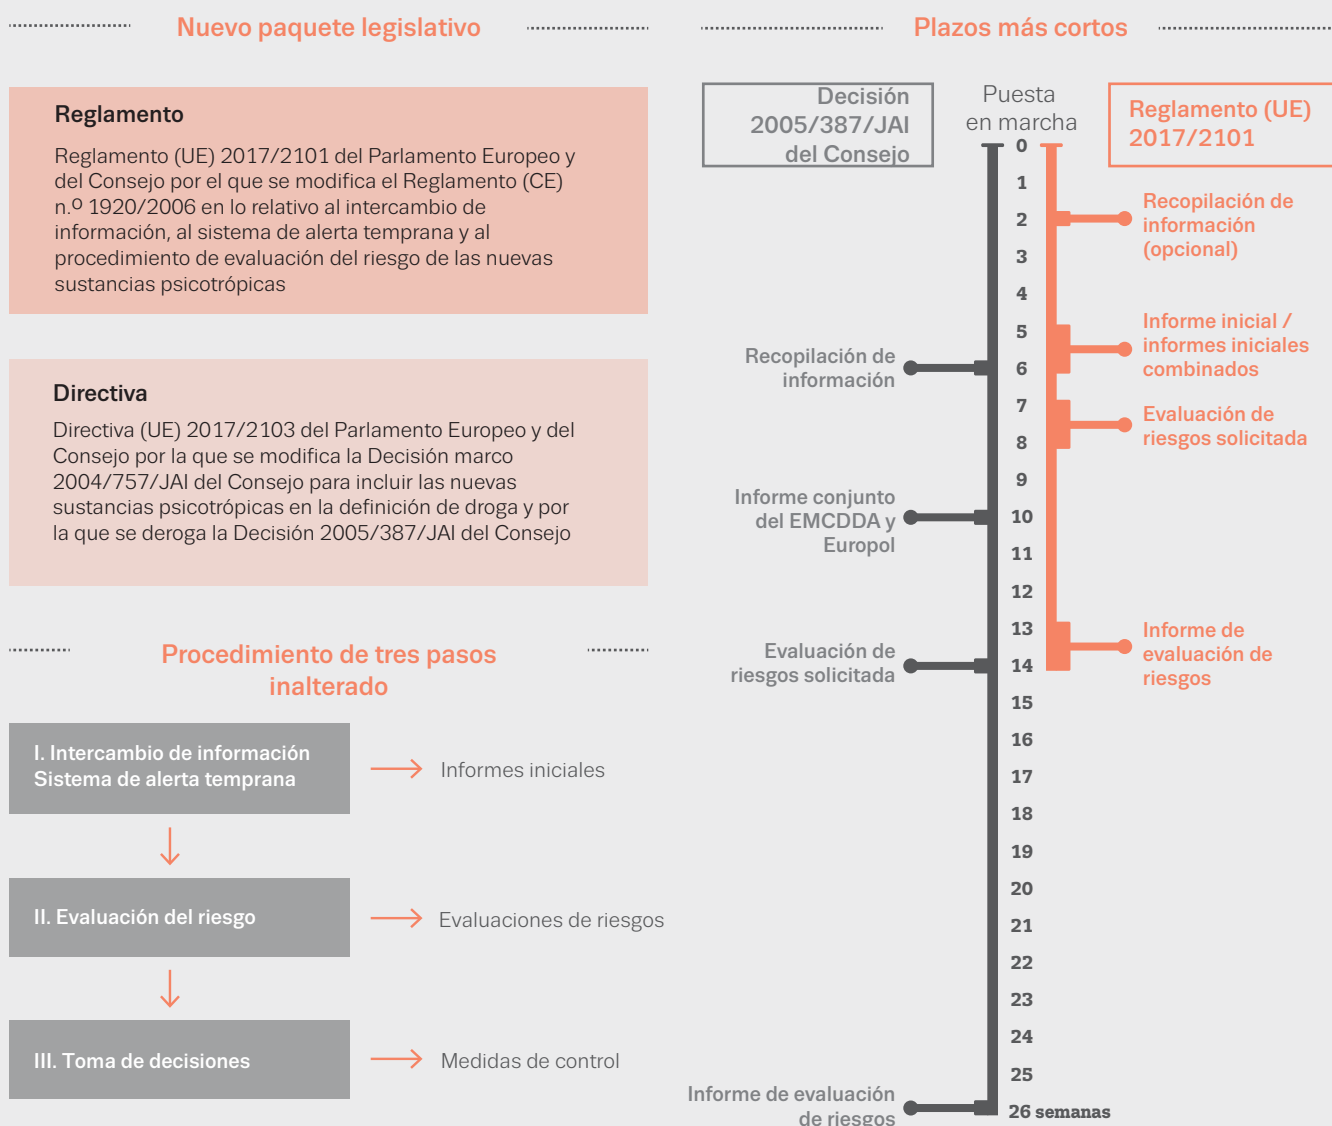 Nuevo paquete legislativo
Reglamento
Reglamento (UE) 2017/2101 del Parlamento Europeo y
del Consejo por el que se modifica el Reglamento (CE)
n.º 1920/2006 en lo relativo al intercambio de
información, al sistema de alerta temprana y al
procedimiento de evaluación del riesgo de las nuevas
sustancias psicotrópicas
Directiva
Directiva (UE) 2017/2103 del Parlamento Europeo y del
Consejo por la que se modifica la Decisión marco
2004/757/JAI del Consejo para incluir las nuevas
sustancias psicotrópicas en la definición de droga y por
la que se deroga la Decisión 2005/387/JAI del Consejo
Procedimiento de tres pasos
inalterado
I. Intercambio de información
Sistema de alerta temprana
Informes iniciales
II. Evaluación del riesgo
Evaluaciones de riesgos
III. Toma de decisiones
Medidas de control
Plazos más cortos
Decisión
2005/387/JAI
del Consejo
Puesta
en marcha
Reglamento (UE)
2017/2101
0
1
2
3
4
5
6
7
8
9
10
11
12
13
14
15
16
17
18
19
20
21
22
23
24
25
26 semanas
Recopilación de
información
Informe conjunto
del EMCDDA y
Europol
Evaluación de
riesgos solicitada
Informe de evaluación
de riesgos
Recopilación de
información
(opcional)
Informe inicial /
informes iniciales
combinados
Evaluación de
riesgos solicitada
Informe de
evaluación de
riesgos